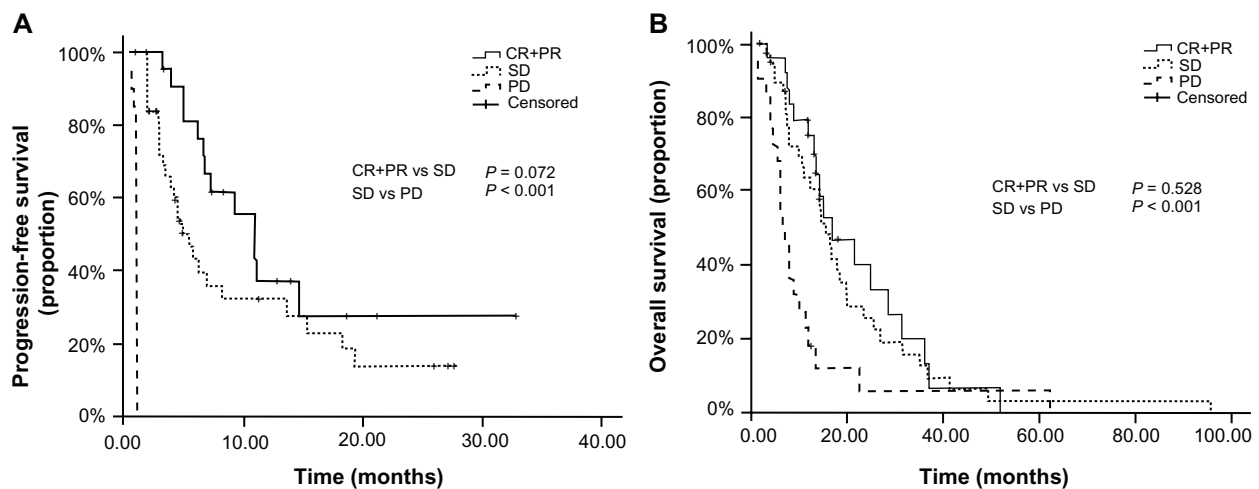 A
Progression-free survival
(proportion)
100%
80%
60%
40%
20%
0%
0.00
10.00
20.00
30.00
40.00
Time (months)
CR+PR
SD
PD
Censored
CR+PR vs SD P = 0.072
SD vs PD P < 0.001
B
Overall survival (proportion)
100%
80%
60%
40%
20%
0%
0.00
20.00
40.00
60.00
80.00
100.00
Time (months)
CR+PR
SD
PD
Censored
CR+PR vs SD P = 0.528
SD vs PD P < 0.001